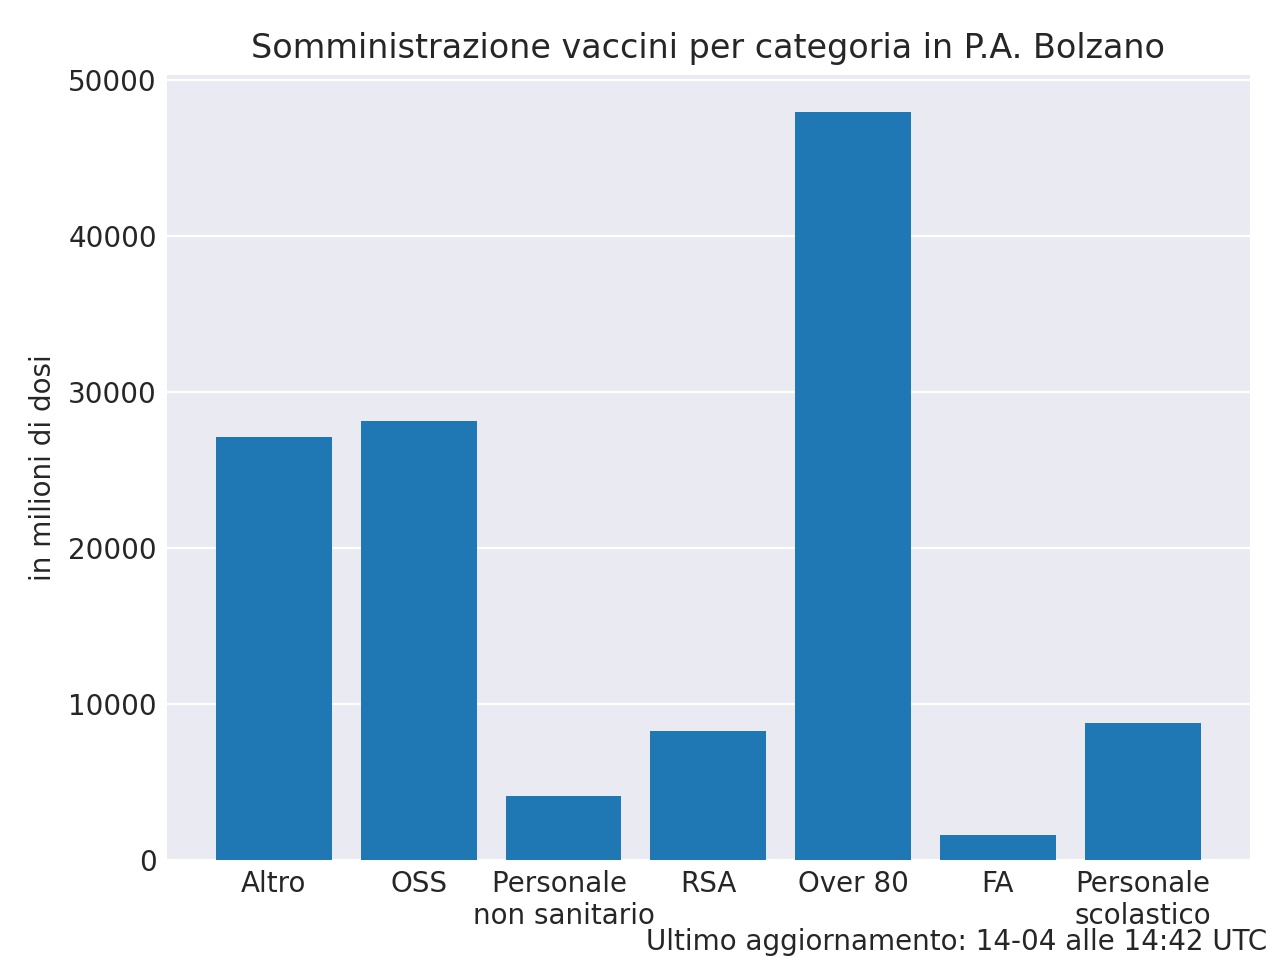 Somministrazione vaccini per categoria in P.A. Bolzano
in milioni di dosi
50000
40000
30000
20000
10000
0
Altro
OSS
Personale
non sanitario
RSA
Over 80
FA
Personale
scolastico
Ultimo aggiornamento: 14-04 alle 14:42 UTC